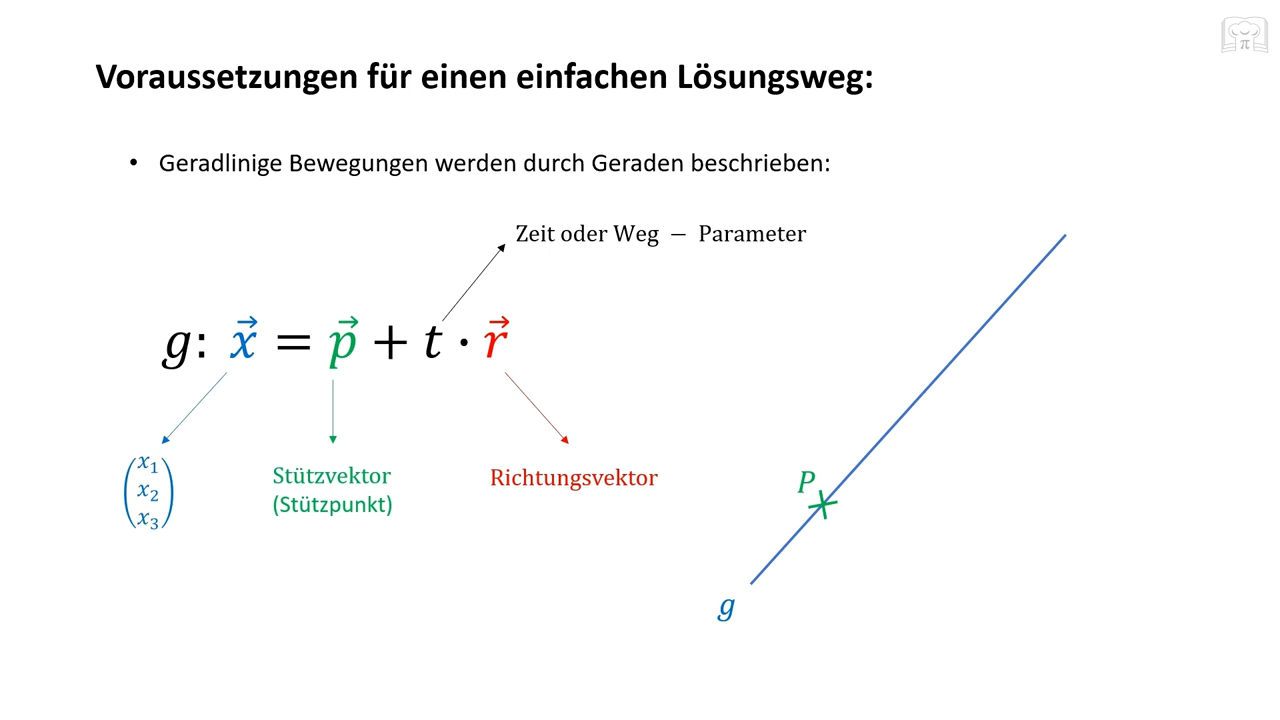 Voraussetzungen für einen einfachen Lösungsweg:
• Geradlinige Bewegungen werden durch Geraden beschrieben:
Zeit oder Weg − Parameter
g: x⃗ = p⃗ + t · r⃗
x₁
x₂
x₃
Stützvektor
(Stützpunkt)
Richtungsvektor
P
g
π